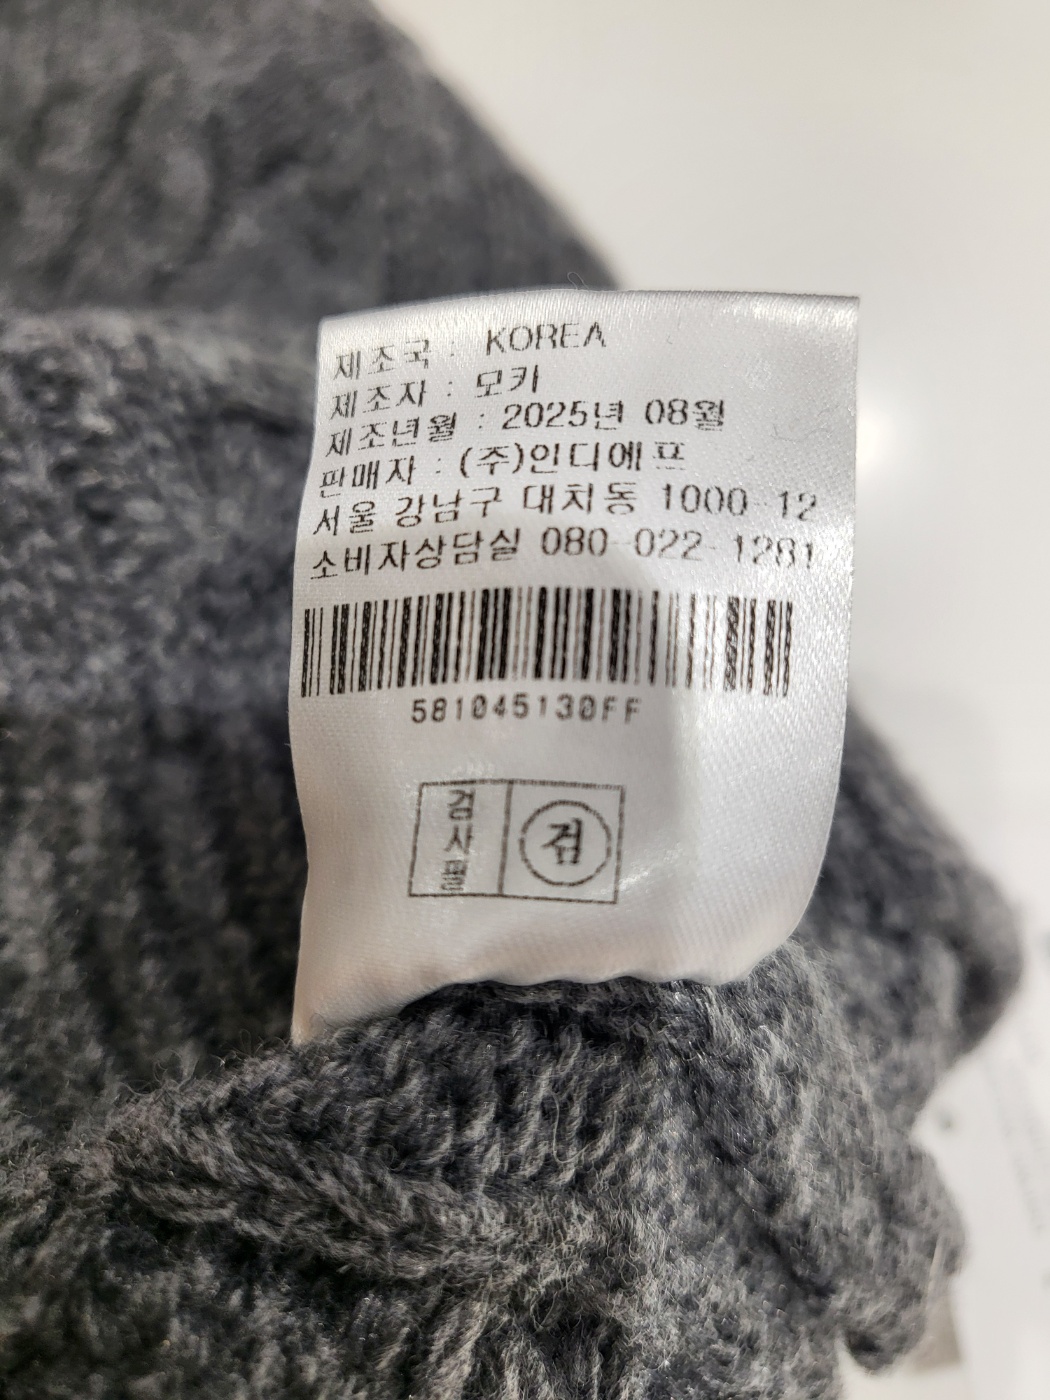 제조국 : KOREA
제조자 : 모카
제조년월 : 2025년 08월
판매자 : (주)인디에프
서울 강남구 대치동 1000-12
소비자상담실 080-022-1281
581045130FF
검사필
검